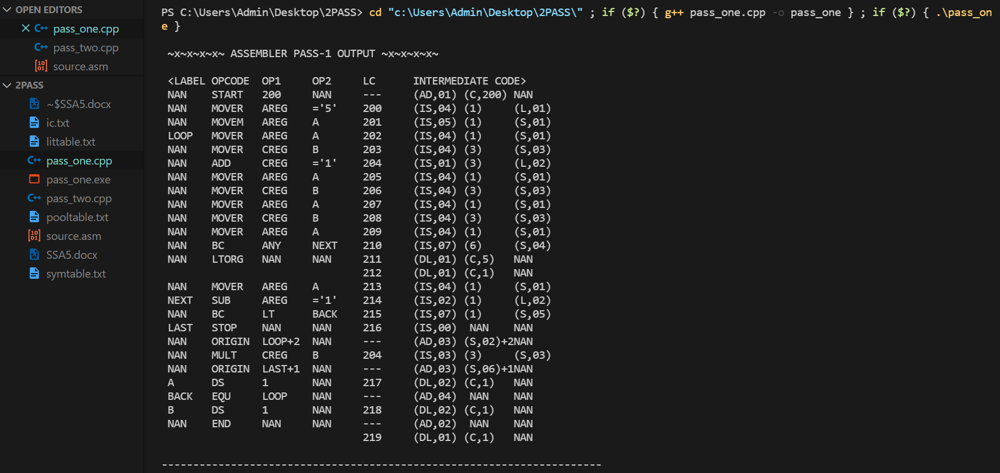 OPEN EDITORS
pass_one.cpp
pass_two.cpp
source.asm
2PASS
~$SSA5.docx
ic.txt
littable.txt
pass_one.cpp
pass_one.exe
pass_two.cpp
pooltable.txt
source.asm
SSA5.docx
symtable.txt
PS C:\Users\Admin\Desktop\2PASS> cd "c:\Users\Admin\Desktop\2PASS\" ; if ($?) { g++ pass_one.cpp -o pass_one } ; if ($?) { .\pass_on
e }
~x~x~x~x~ ASSEMBLER PASS-1 OUTPUT ~x~x~x~x~
<LABEL OPCODE OP1 OP2 LC INTERMEDIATE CODE>
NAN START 200 NAN --- (AD,01) (C,200) NAN
NAN MOVER AREG ='5' 200 (IS,04) (1) (L,01)
NAN MOVEM AREG A 201 (IS,05) (1) (S,01)
LOOP MOVER AREG A 202 (IS,04) (1) (S,01)
NAN MOVER CREG B 203 (IS,04) (3) (S,03)
NAN ADD CREG ='1' 204 (IS,01) (3) (L,02)
NAN MOVER AREG A 205 (IS,04) (1) (S,01)
NAN MOVER CREG B 206 (IS,04) (3) (S,03)
NAN MOVER AREG A 207 (IS,04) (1) (S,01)
NAN MOVER CREG B 208 (IS,04) (3) (S,03)
NAN MOVER AREG A 209 (IS,04) (1) (S,01)
NAN BC ANY NEXT 210 (IS,07) (6) (S,04)
NAN LTORG NAN NAN 211 (DL,01) (C,5) NAN
212 (DL,01) (C,1) NAN
NAN MOVER AREG A 213 (IS,04) (1) (S,01)
NEXT SUB AREG ='1' 214 (IS,02) (1) (L,02)
NAN BC LT BACK 215 (IS,07) (1) (S,05)
LAST STOP NAN NAN 216 (IS,00) NAN NAN
NAN ORIGIN LOOP+2 NAN --- (AD,03) (S,02)+2NAN
NAN MULT CREG B 204 (IS,03) (3) (S,03)
NAN ORIGIN LAST+1 NAN --- (AD,03) (S,06)+1NAN
A DS 1 NAN 217 (DL,02) (C,1) NAN
BACK EQU LOOP NAN --- (AD,04) NAN NAN
B DS 1 NAN 218 (DL,02) (C,1) NAN
NAN END NAN NAN --- (AD,02) NAN NAN
219 (DL,01) (C,1) NAN
----------------------------------------------------------------------